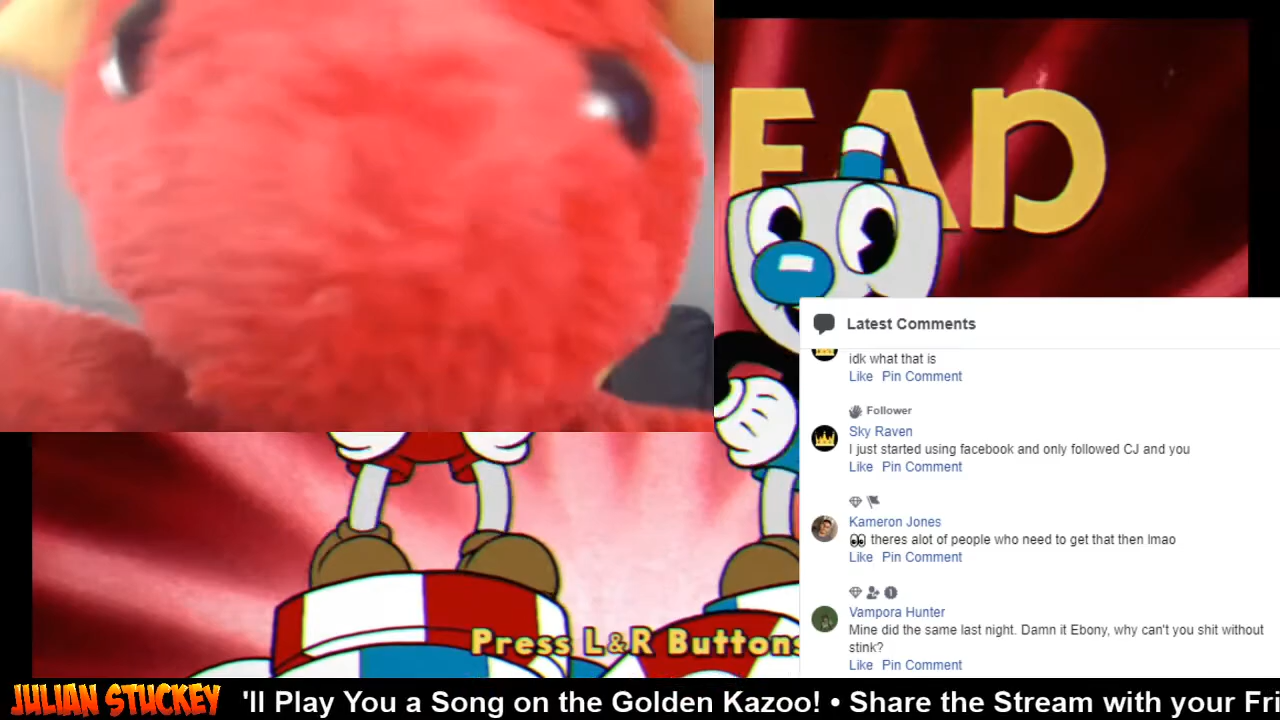 EAD
Latest Comments
idk what that is
Like Pin Comment
Follower
Sky Raven
I just started using facebook and only followed CJ and you
Like Pin Comment
Kameron Jones
👀 theres alot of people who need to get that then lmao
Like Pin Comment
Vampora Hunter
Mine did the same last night. Damn it Ebony, why can't you shit without
stink?
Like Pin Comment
Press L&R Buttons
JULIAN STUCKEY 'll Play You a Song on the Golden Kazoo! • Share the Stream with your Fri